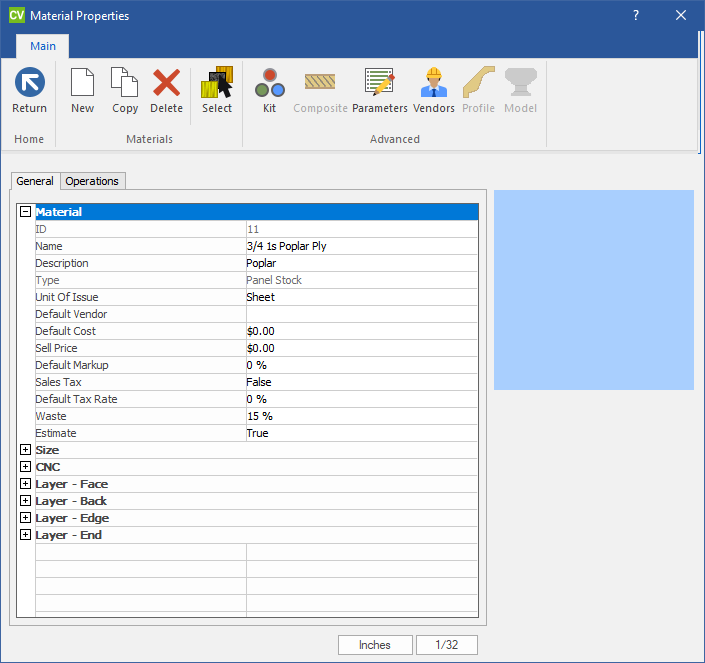 CV Material Properties ?
Main
Return New Copy Delete Select Kit Composite Parameters Vendors Profile Model
Home Materials Advanced
General Operations
Material
ID 11
Name 3/4 1s Poplar Ply
Description Poplar
Type Panel Stock
Unit Of Issue Sheet
Default Vendor
Default Cost $0.00
Sell Price $0.00
Default Markup 0 %
Sales Tax False
Default Tax Rate 0 %
Waste 15 %
Estimate True
Size
CNC
Layer - Face
Layer - Back
Layer - Edge
Layer - End
Inches 1/32